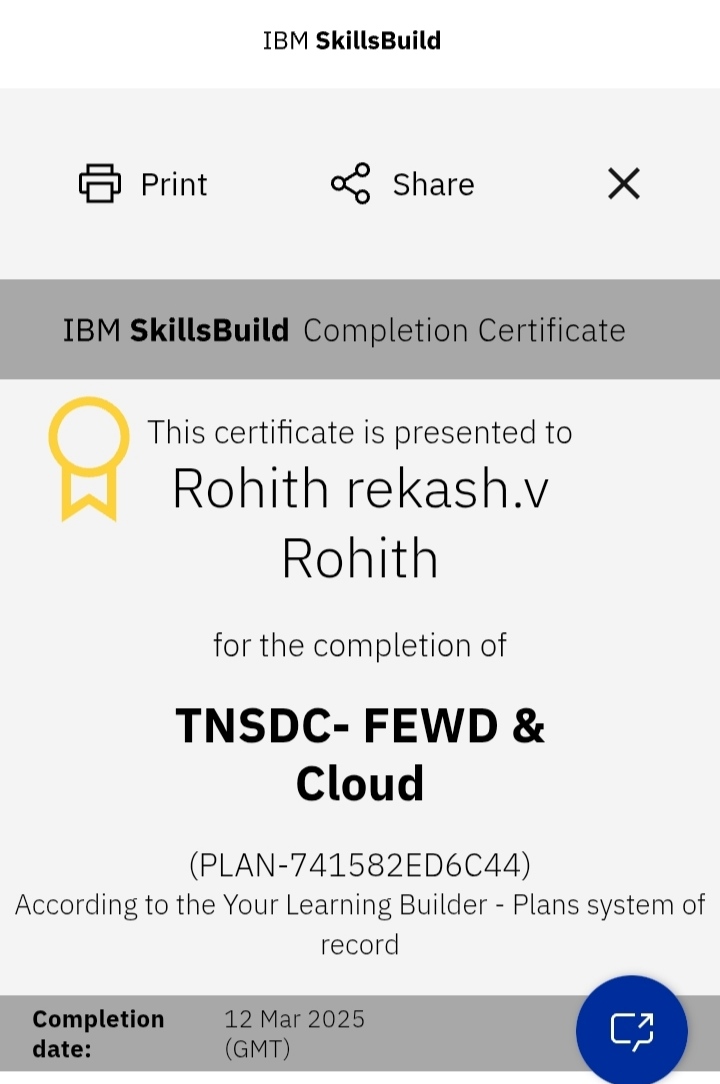 IBM SkillsBuild
Print
Share
IBM SkillsBuild Completion Certificate
This certificate is presented to
Rohith rekash.v
Rohith
for the completion of
TNSDC- FEWD &
Cloud
(PLAN-741582ED6C44)
According to the Your Learning Builder - Plans system of
record
Completion date:
12 Mar 2025 (GMT)